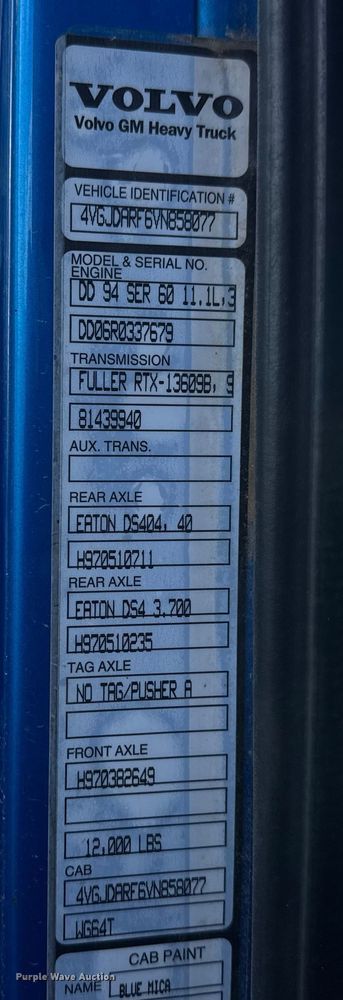 VOLVO
Volvo GM Heavy Truck
VEHICLE IDENTIFICATION #
4VGJDARF6VN858077
MODEL & SERIAL NO.
ENGINE
DD 94 SER 60 11.1L,3
DD06R0337679
TRANSMISSION
FULLER RTX-13609B, 9
81439940
AUX. TRANS.
REAR AXLE
EATON DS404, 40
H970510711
REAR AXLE
EATON DS4 3.700
H970510235
TAG AXLE
NO TAG/PUSHER A
FRONT AXLE
H970382649
12,000 LBS
CAB
4VGJDARF6VN858077
WG64T
CAB PAINT
NAME BLUE MICA
Purple Wave Auction